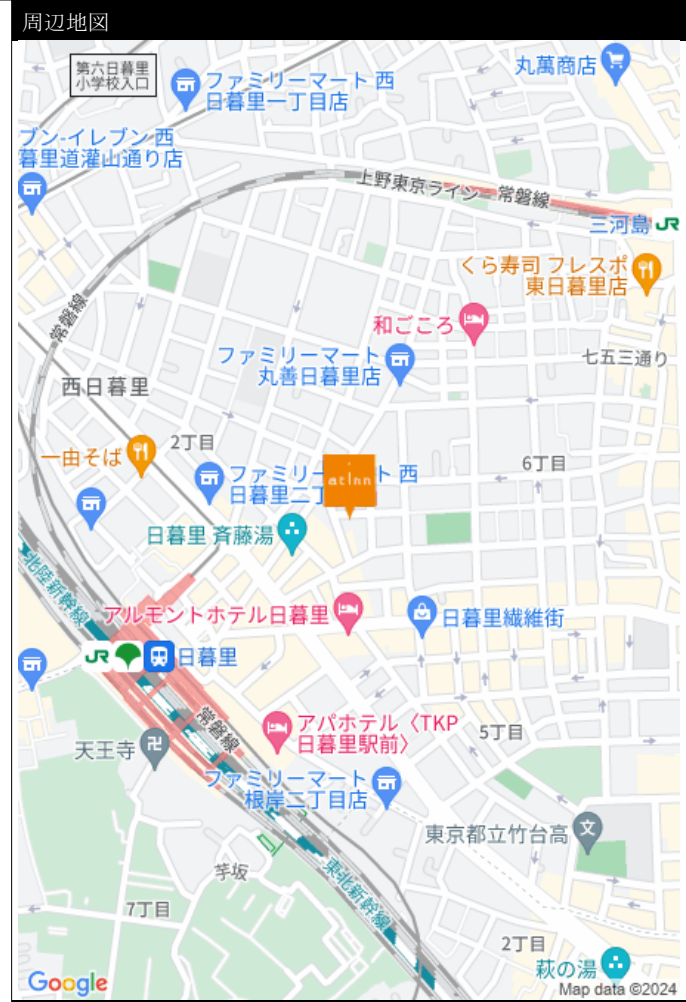 周辺地図
第六日暮里
小学校入口
ファミリーマート 西
日暮里一丁目店
丸萬商店
ブン-イレブン 西
暮里道灌山通り店
上野東京ライン 常磐線
三河島 JR
くら寿司 フレスポ
東日暮里店
和ごころ
常磐線
ファミリーマート
丸善日暮里店
七五三通り
西日暮里
2丁目
一由そば
6丁目
ファミリーマート 西
日暮里二丁
at inn
日暮里 斉藤湯
北陸新幹線
アルモントホテル日暮里
日暮里繊維街
JR 日暮里
常磐線
アパホテル〈TKP
日暮里駅前〉
5丁目
天王寺
ファミリーマート
根岸二丁目店
東京都立竹台高
文
芋坂
東北新幹線
7丁目
2丁目
萩の湯
Google
Map data ©2024